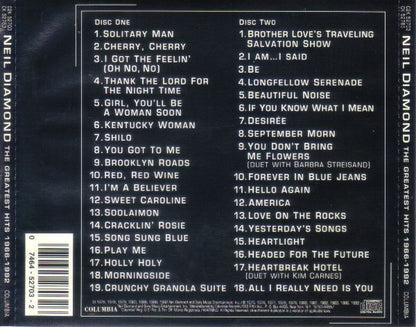 NEIL DIAMOND THE GREATEST HITS 1966-1992 COLUMBIA
DISC ONE
1. SOLITARY MAN
2. CHERRY, CHERRY
3. I GOT THE FEELIN'
(OH NO, NO)
4. THANK THE LORD FOR
THE NIGHT TIME
5. GIRL, YOU'LL BE
A WOMAN SOON
6. KENTUCKY WOMAN
7. SHILO
8. YOU GOT TO ME
9. BROOKLYN ROADS
10. RED, RED WINE
11. I'M A BELIEVER
12. SWEET CAROLINE
13. SOOLAIMON
14. CRACKLIN' ROSIE
15. SONG SUNG BLUE
16. PLAY ME
17. HOLLY HOLY
18. MORNINGSIDE
19. CRUNCHY GRANOLA SUITE
DISC TWO
1. BROTHER LOVE'S TRAVELING
SALVATION SHOW
2. I AM...I SAID
3. BE
4. LONGFELLOW SERENADE
5. BEAUTIFUL NOISE
6. IF YOU KNOW WHAT I MEAN
7. DESIRÉE
8. SEPTEMBER MORN
9. YOU DON'T BRING
ME FLOWERS
(DUET WITH BARBRA STREISAND)
10. FOREVER IN BLUE JEANS
11. HELLO AGAIN
12. AMERICA
13. LOVE ON THE ROCKS
14. YESTERDAY'S SONGS
15. HEARTLIGHT
16. HEADED FOR THE FUTURE
17. HEARTBREAK HOTEL
(DUET WITH KIM CARNES)
18. ALL I REALLY NEED IS YOU
0 7464-52703-2
COLUMBIA
NEIL DIAMOND THE GREATEST HITS 1966-1992 COLUMBIA